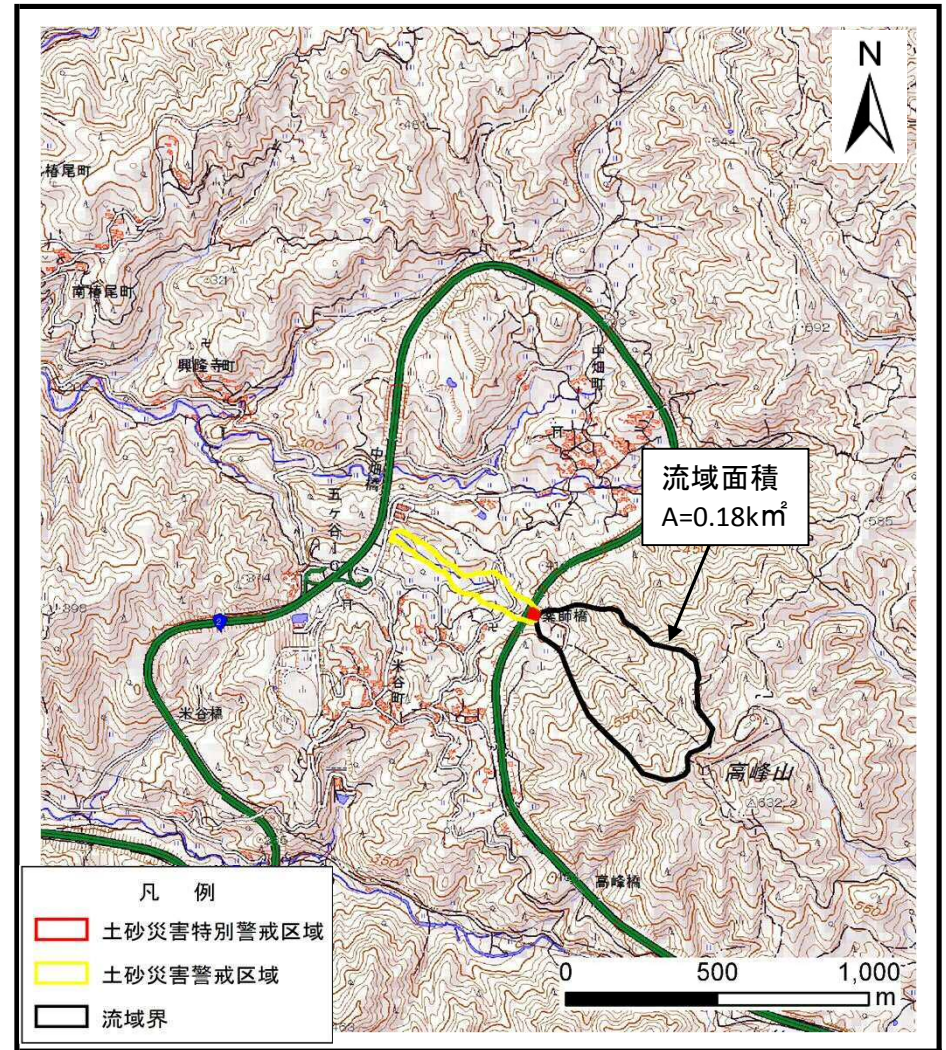 N
椿尾町
南椿尾町
興隆寺町
中畑町
中畑橋
五ヶ谷
流域面積
A=0.18k㎡
薬師橋
2
米谷町
米谷橋
高峰山
632
高峰橋
凡 例
土砂災害特別警戒区域
土砂災害警戒区域
流域界
0 500 1,000
m